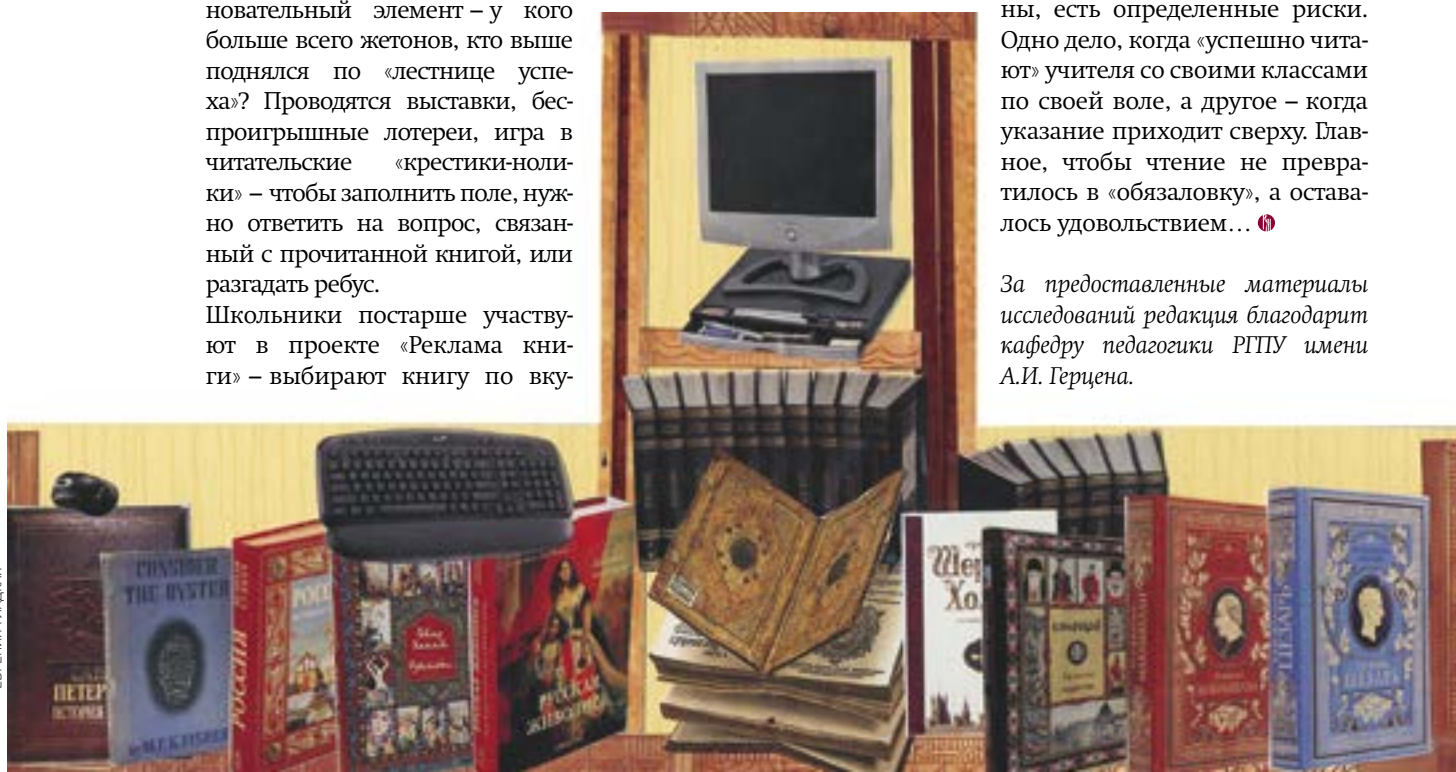 новательный элемент – у кого
больше всего жетонов, кто выше
поднялся по «лестнице успе-
ха»? Проводятся выставки, бес-
проигрышные лотереи, игра в
читательские «крестики-ноли-
ки» – чтобы заполнить поле, нуж-
но ответить на вопрос, связан-
ный с прочитанной книгой, или
разгадать ребус.
Школьники постарше участву-
ют в проекте «Реклама кни-
ги» – выбирают книгу по вку-
ны, есть определенные риски.
Одно дело, когда «успешно чита-
ют» учителя со своими классами
по своей воле, а другое – когда
указание приходит сверху. Глав-
ное, чтобы чтение не превра-
тилось в «обязаловку», а остава-
лось удовольствием…
За предоставленные материалы
исследований редакция благодарит
кафедру педагогики РГПУ имени
А.И. Герцена.
CONSIDER
THE OYSTER
РОССИЯ
РУССКАЯ
ЦЕЗАРЬ